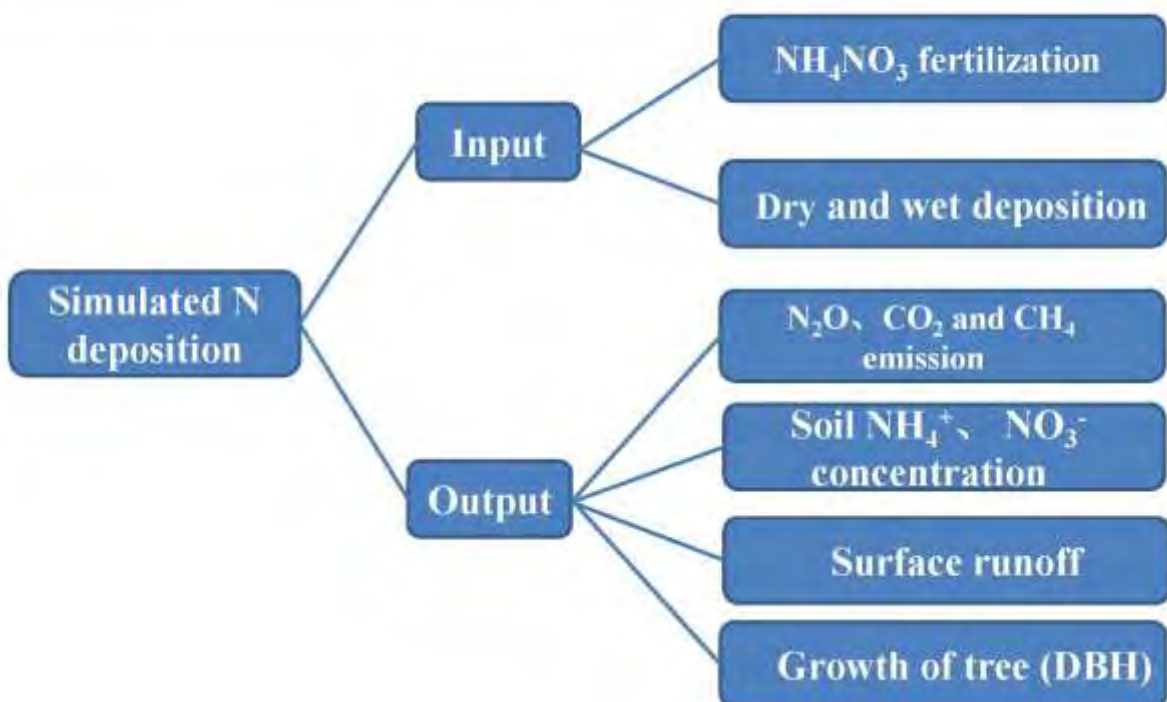 NH₄NO₃ fertilization
Input
Dry and wet deposition
Simulated N
deposition
N₂O、CO₂ and CH₄
emission
Soil NH₄⁺、 NO₃⁻
concentration
Output
Surface runoff
Growth of tree (DBH)